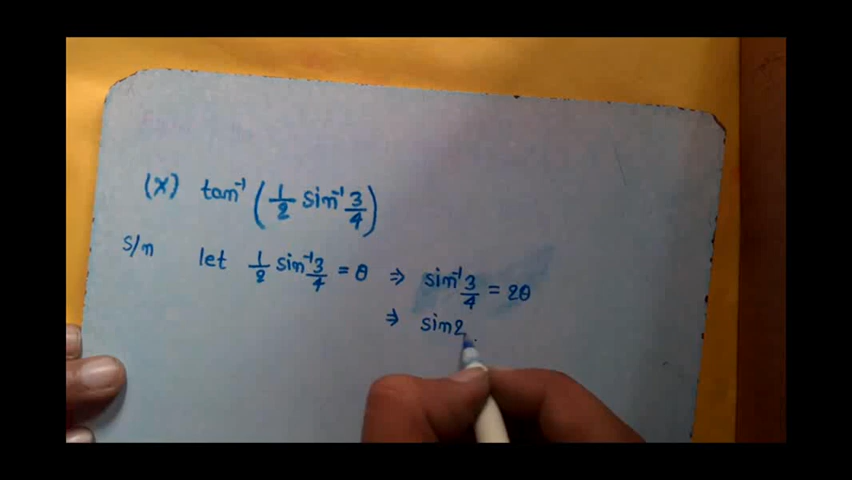 (X) tan⁻¹ (1/2 sin⁻¹ 3/4)
S/n let 1/2 sin⁻¹ 3/4 = θ ⇒ sin⁻¹ 3/4 = 2θ
⇒ sin2